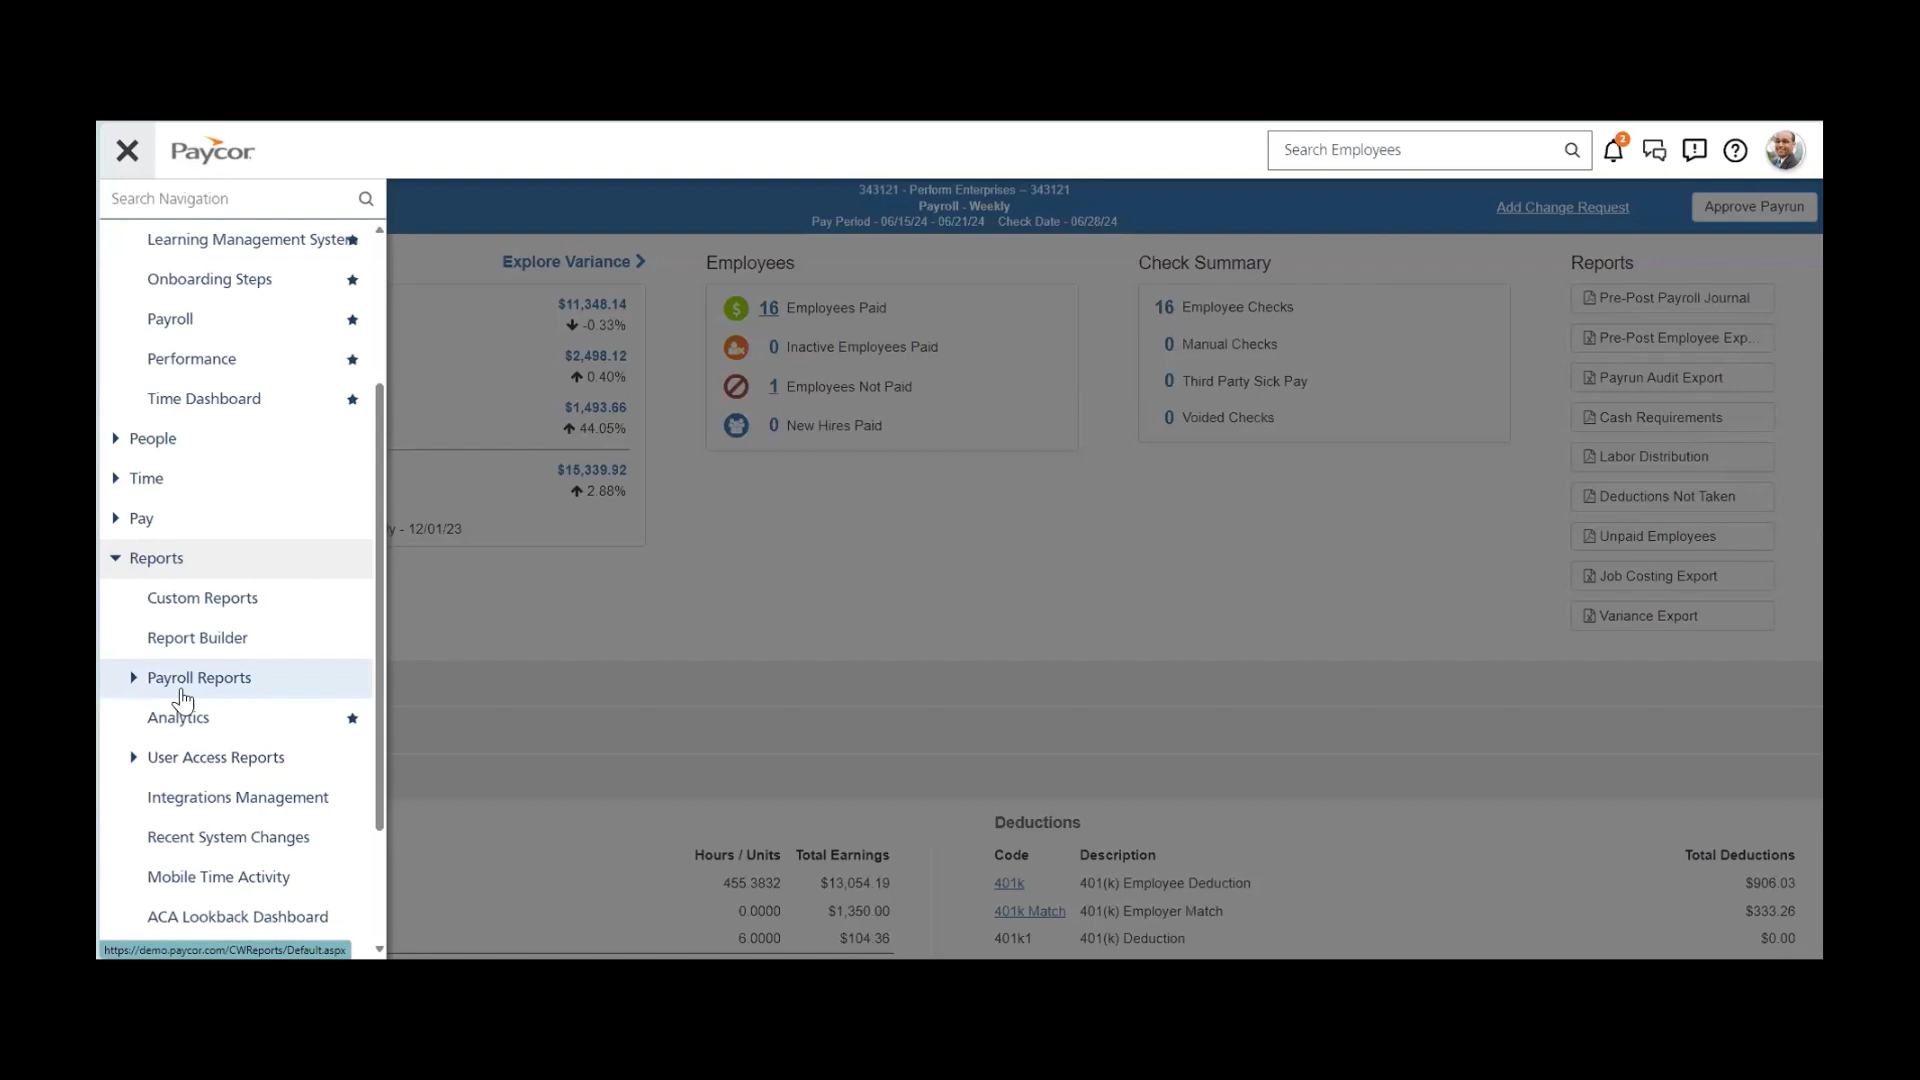 Paycor
Search Employees
2
Search Navigation
343121 - Perform Enterprises -- 343121
Payroll - Weekly
Pay Period - 06/15/24 - 06/21/24 Check Date - 06/28/24
Add Change Request
Approve Payrun
Learning Management System
Onboarding Steps
Payroll
Performance
Time Dashboard
People
Time
Pay
Reports
Custom Reports
Report Builder
Payroll Reports
Analytics
User Access Reports
Integrations Management
Recent System Changes
Mobile Time Activity
ACA Lookback Dashboard
https://demo.paycor.com/CWReports/Default.aspx
Explore Variance
$11,348.14
-0.33%
$2,498.12
0.40%
$1,493.66
44.05%
$15,339.92
2.88%
y - 12/01/23
Employees
16 Employees Paid
0 Inactive Employees Paid
1 Employees Not Paid
0 New Hires Paid
Check Summary
16 Employee Checks
0 Manual Checks
0 Third Party Sick Pay
0 Voided Checks
Reports
Pre-Post Payroll Journal
Pre-Post Employee Exp...
Payrun Audit Export
Cash Requirements
Labor Distribution
Deductions Not Taken
Unpaid Employees
Job Costing Export
Variance Export
Hours / Units Total Earnings
455.3832 $13,054.19
0.0000 $1,350.00
6.0000 $104.36
Deductions
Code Description Total Deductions
401k 401(k) Employee Deduction $906.03
401k Match 401(k) Employer Match $333.26
401k1 401(k) Deduction $0.00